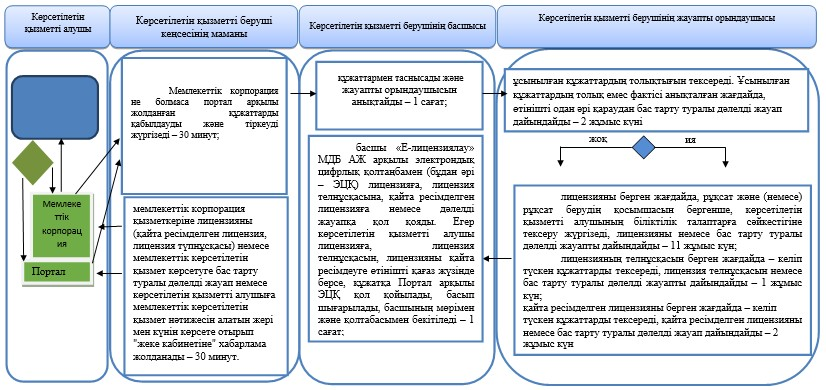 Көрсетілетін
қызметті алушы
Көрсетілетін қызметті беруші
кеңсесінің маманы
Көрсетілетін қызметті берушінің басшысы
Көрсетілетін қызметті берушінің жауапты орындаушысы
Мемлеке
ттік
корпорац
ия
Портал
Мемлекеттік корпорация
не болмаса портал арқылы
жолданған құжаттарды
қабылдауды және тіркеуді
жүргізеді – 30 минут;
мемлекеттік корпорация
қызметкеріне лицензияны
(қайта ресімделген лицензия,
лицензия түпнұсқасы) немесе
мемлекеттік көрсетілетін
қызмет көрсетуге бас тарту
туралы дәлелді жауап немесе
көрсетілетін қызметті алушыға
мемлекеттік көрсетілетін
қызмет нәтижесін алатын жері
мен күнін көрсете отырып
"жеке кабинетіне" хабарлама
жолданады – 30 минут.
құжаттармен таснысады және
жауапты орындаушысын
анықтайды – 1 сағат;
басшы «Е-лицензиялау»
МДБ АЖ арқылы электрондық
цифрлық қолтаңбамен (бұдан әрі
– ЭЦҚ) лицензияға, лицензия
телнұсқасына, қайта ресімделген
лицензияға немесе дәлелді
жауапқа қол қояды. Егер
көрсетілетін қызметті алушы
лицензияға, лицензия
телнұсқасын, лицензияны қайта
ресімдеуге өтінішті қағаз жүзінде
берсе, құжатқа Портал арқылы
ЭЦҚ қол қойылады, басып
шығарылады, басшының мөрімен
және қолтабасымен бекітіледі – 1
сағат;
ұсынылған құжаттардың толықтығын тексереді. Ұсынылған
құжаттардың толық емес фактісі анықталған жағдайда,
өтінішті одан әрі қараудан бас тарту туралы дәлелді жауап
дайындайды – 2 жұмыс күні
жоқ
ия
лицензияны берген жағдайда, рұқсат және (немесе)
рұқсат берудің қосымшасын бергенше, көрсетілетін
қызметті алушының біліктілік талаптарға сәйкестігіне
тексеру жүргізеді, лицензияны немесе бас тарту туралы
дәлелді жауапты дайындайды – 11 жұмыс күн;
лицензияның телнұсқасын берген жағдайда – келіп
түскен құжаттарды тексереді, лицензия телнұсқасын немесе
бас тарту туралы дәлелді жауапты дайындайды – 1 жұмыс
күн;
қайта ресімделген лицензияны берген жағдайда – келіп
түскен құжаттарды тексереді, қайта ресімделген лицензияны
немесе бас тарту туралы дәлелді жауап дайындайды – 2
жұмыс күн